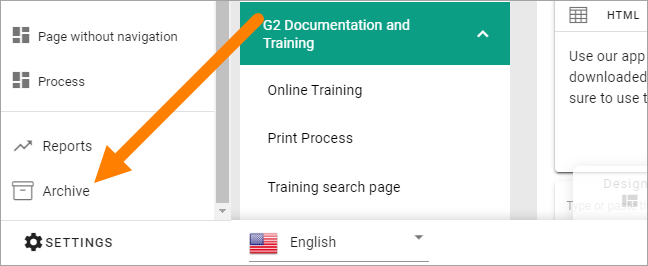 Page without navigation
Process
Reports
Archive
SETTINGS
G2 Documentation and
Training
Online Training
Print Process
Training search page
English
HTML
Use our app
downloaded
sure to use t
Design
Type or paste b